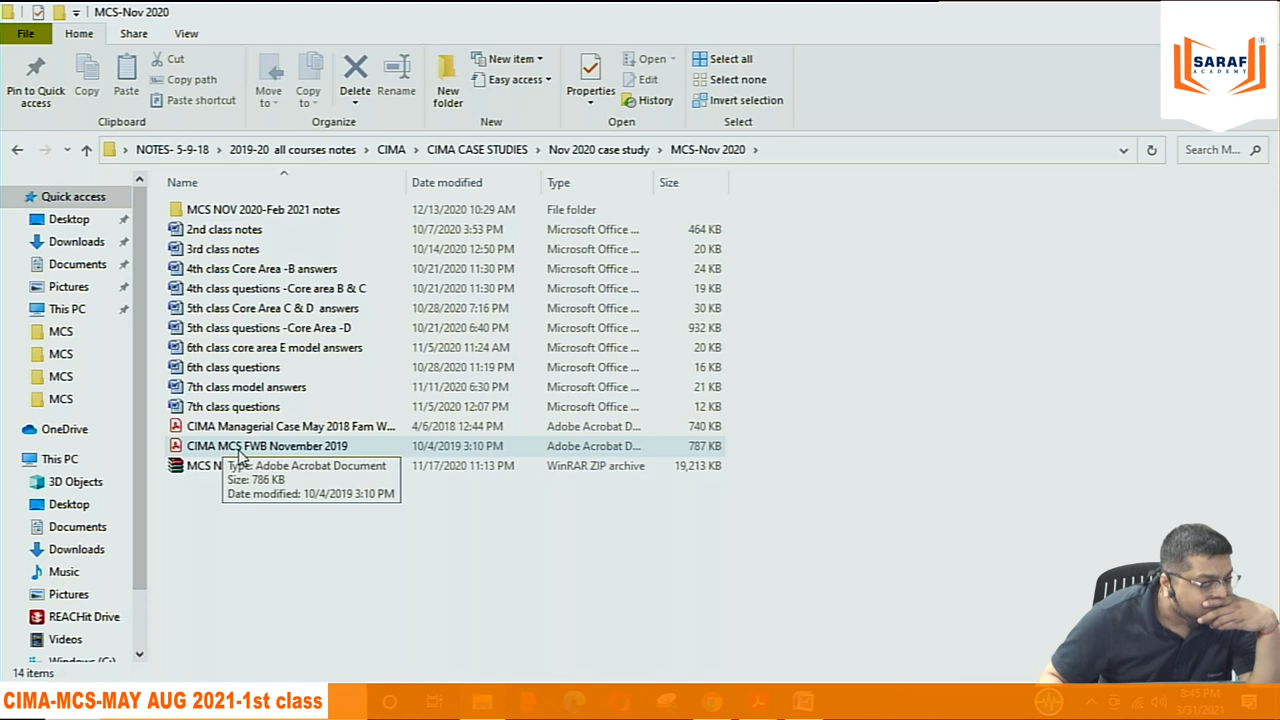 MCS-Nov 2020
File Home Share View
Pin to Quick access
Copy
Paste
Cut
Copy path
Paste shortcut
Clipboard
Move to
Copy to
Delete
Rename
Organize
New folder
New item
Easy access
New
Properties
Open
Edit
History
Open
Select all
Select none
Invert selection
Select
SARAF
ACADEMY
NOTES- 5-9-18 > 2019-20 all courses notes > CIMA > CIMA CASE STUDIES > Nov 2020 case study > MCS-Nov 2020 >
Search M...
Name Date modified Type Size
Quick access
Desktop
Downloads
Documents
Pictures
This PC
MCS
MCS
MCS
MCS
OneDrive
This PC
3D Objects
Desktop
Documents
Downloads
Music
Pictures
REACHit Drive
Videos
MCS NOV 2020-Feb 2021 notes 12/13/2020 10:29 AM File folder
2nd class notes 10/7/2020 3:53 PM Microsoft Office ... 464 KB
3rd class notes 10/14/2020 12:50 PM Microsoft Office ... 20 KB
4th class Core Area -B answers 10/21/2020 11:30 PM Microsoft Office ... 24 KB
4th class questions -Core area B & C 10/21/2020 11:30 PM Microsoft Office ... 19 KB
5th class Core Area C & D answers 10/28/2020 7:16 PM Microsoft Office ... 30 KB
5th class questions -Core Area -D 10/21/2020 6:40 PM Microsoft Office ... 932 KB
6th class core area E model answers 11/5/2020 11:24 AM Microsoft Office ... 20 KB
6th class questions 10/28/2020 11:19 PM Microsoft Office ... 16 KB
7th class model answers 11/11/2020 6:30 PM Microsoft Office ... 21 KB
7th class questions 11/5/2020 12:07 PM Microsoft Office ... 12 KB
CIMA Managerial Case May 2018 Fam W... 4/6/2018 12:44 PM Adobe Acrobat D... 740 KB
CIMA MCS FWB November 2019 10/4/2019 3:10 PM Adobe Acrobat D... 787 KB
MCS N 11/17/2020 11:13 PM WinRAR ZIP archive 19,213 KB
Type: Adobe Acrobat Document
Size: 786 KB
Date modified: 10/4/2019 3:10 PM
14 items
CIMA-MCS-MAY AUG 2021-1st class
8:45 PM
3/31/2021